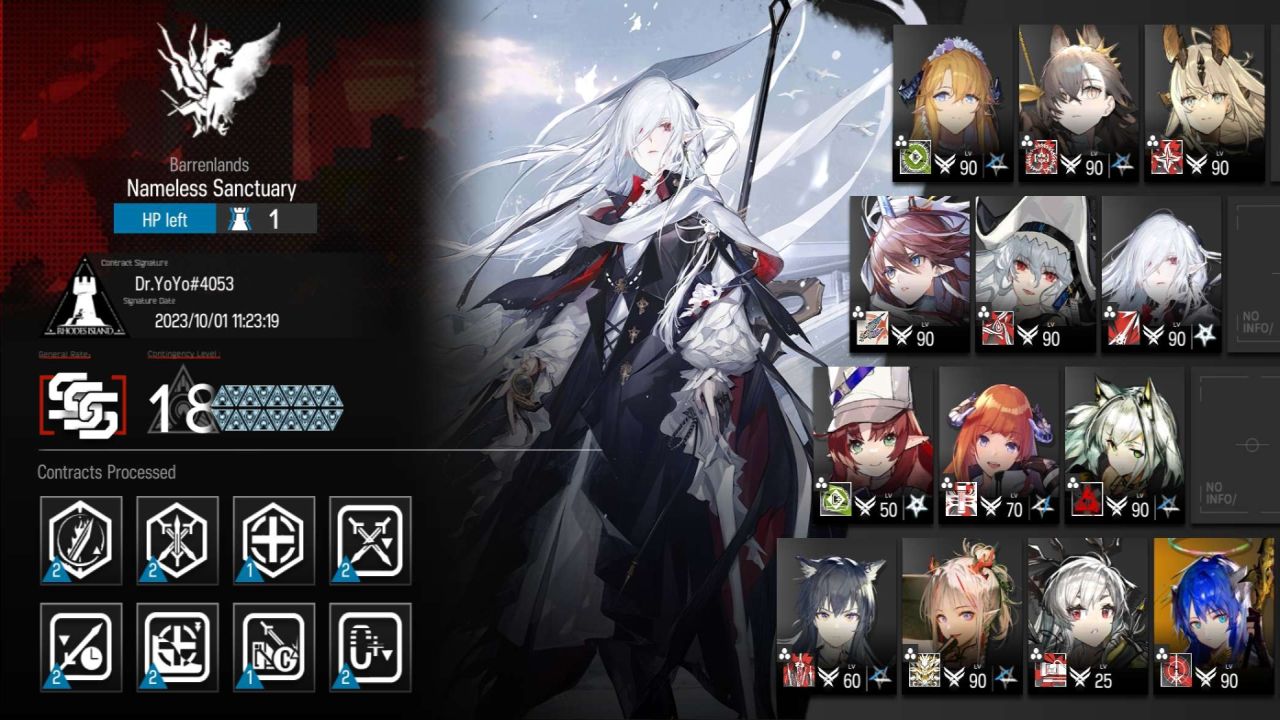 Barrenlands
Nameless Sanctuary
HP left 1
Contract Signature
Dr.YoYo#4053
Signature Date
2023/10/01 11:23:19
RHODES ISLAND
General Rate:
Contingency Level:
SSS 18
Contracts Processed
2 2 1 2
2 2 1 2
LV 90 LV 90 LV 90
LV 90 LV 90 LV 90 NO INFO/
LV 50 LV 70 LV 90 NO INFO/
LV 60 LV 90 LV 25 LV 90